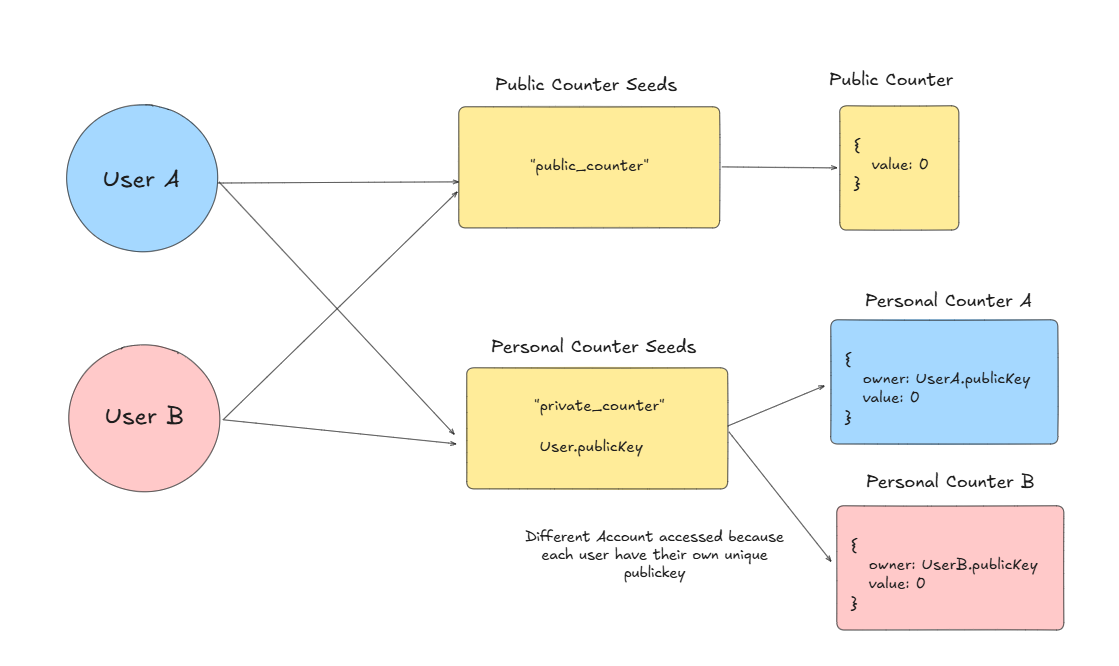 Public Counter Seeds
Public Counter
User A
"public_counter"
{
value: 0
}
Personal Counter Seeds
Personal Counter A
User B
"private_counter"
User.publicKey
{
owner: UserA.publicKey
value: 0
}
Personal Counter B
Different Account accessed because
each user have their own unique
publickey
{
owner: UserB.publicKey
value: 0
}